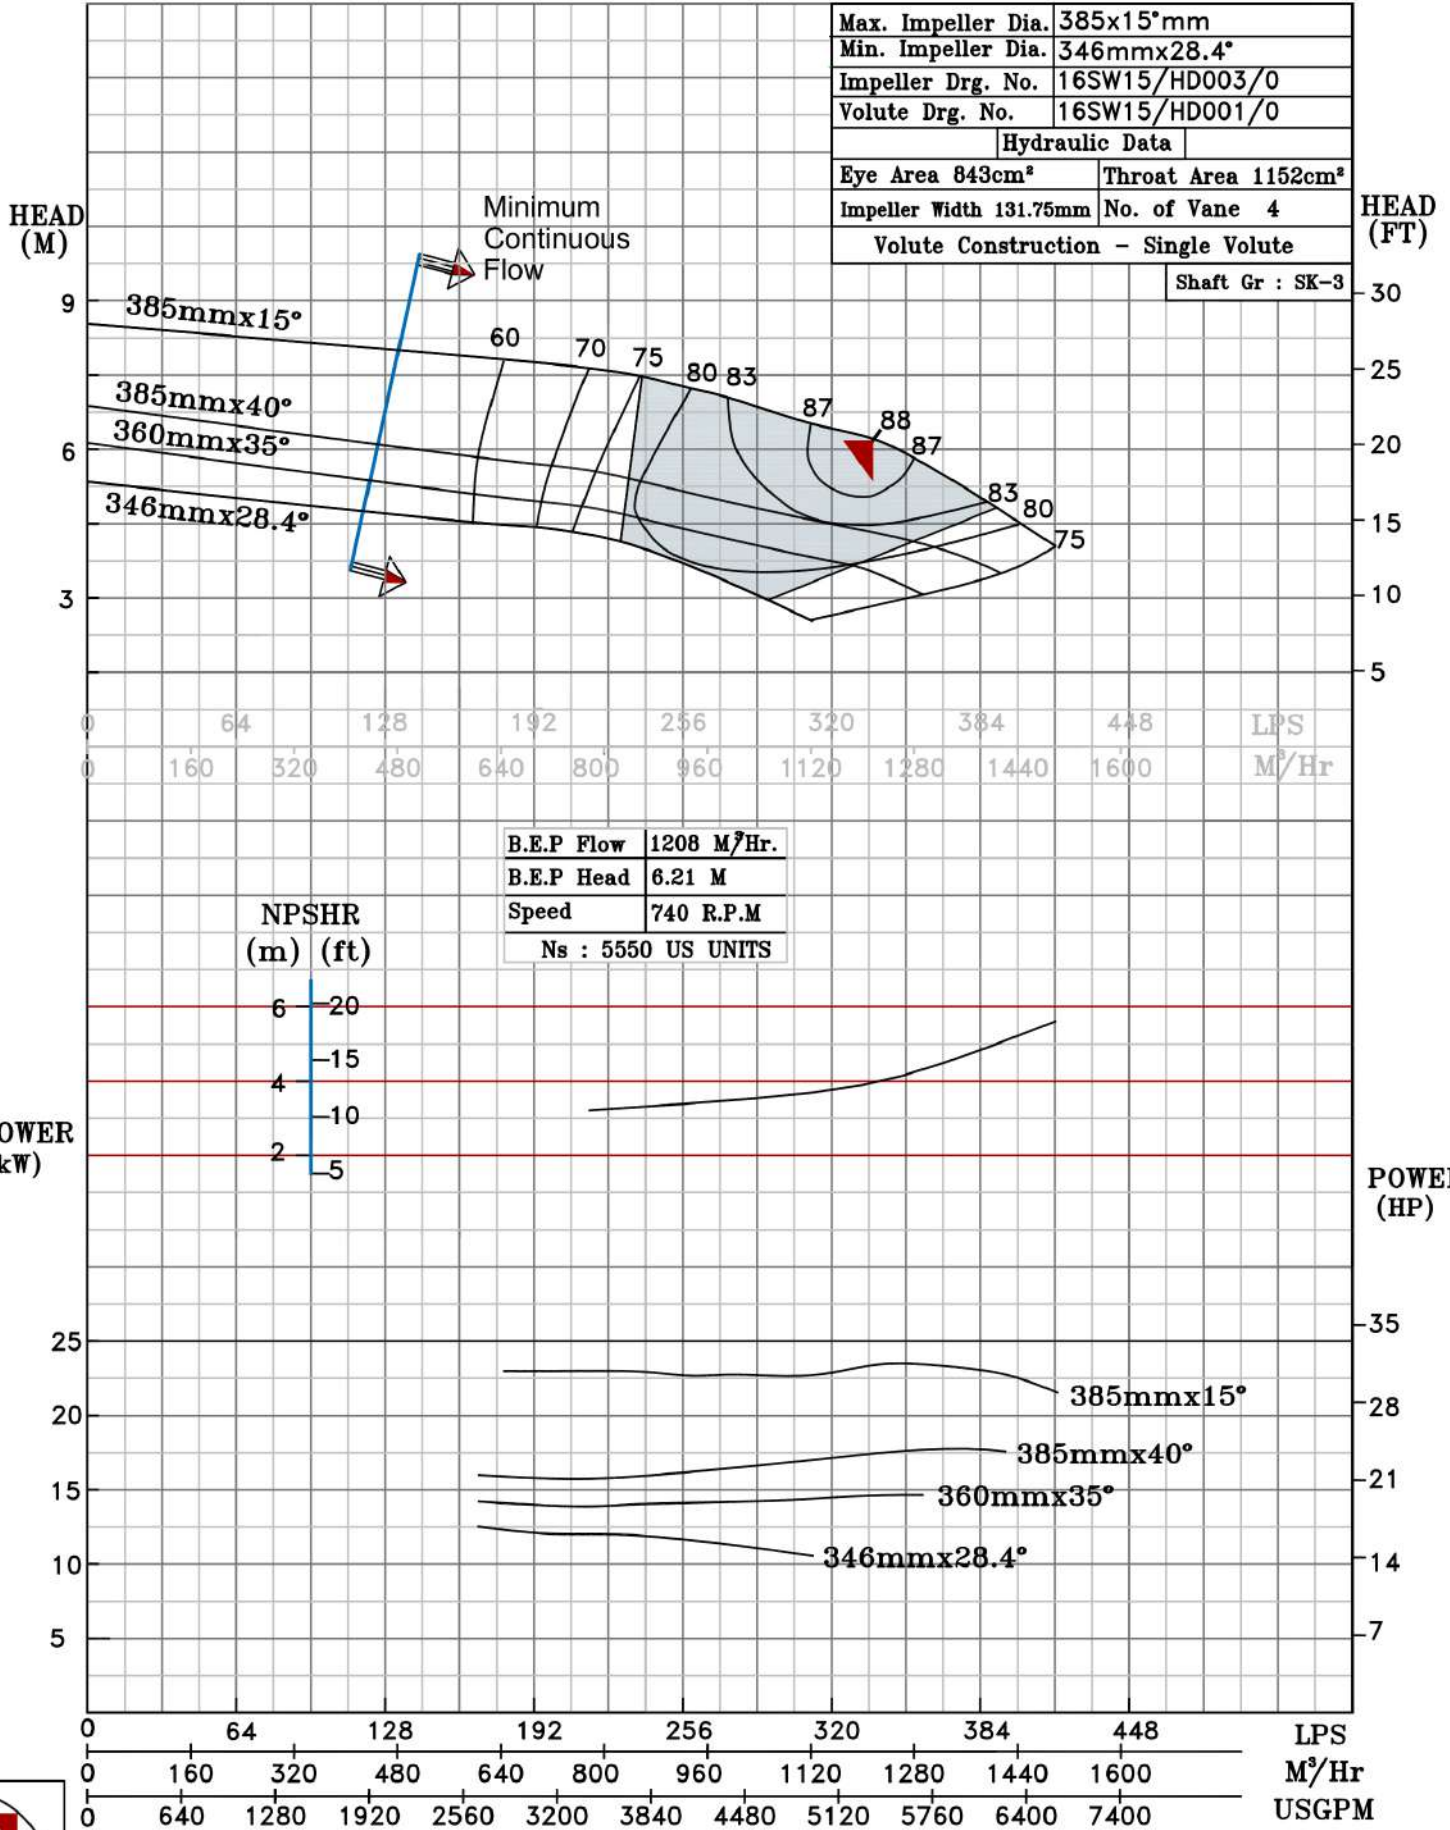 Max. Impeller Dia. 385x15°mm
Min. Impeller Dia. 346mmx28.4°
Impeller Drg. No. 16SW15/HD003/0
Volute Drg. No. 16SW15/HD001/0
Hydraulic Data
Eye Area 843cm² Throat Area 1152cm²
Impeller Width 131.75mm No. of Vane 4
Volute Construction - Single Volute
Shaft Gr : SK-3
HEAD
(M)
HEAD
(FT)
Minimum
Continuous
Flow
9
6
3
30
25
20
15
10
5
385mmx15°
385mmx40°
360mmx35°
346mmx28.4°
60 70 75 80 83 87 88 87 83 80 75
0 64 128 192 256 320 384 448 LPS
0 160 320 480 640 800 960 1120 1280 1440 1600 M³/Hr
B.E.P Flow 1208 M³/Hr.
B.E.P Head 6.21 M
Speed 740 R.P.M
Ns : 5550 US UNITS
NPSHR
(m) (ft)
6 20
15
4
10
2
5
OWER
kW)
POWER
(HP)
25
20
15
10
5
35
28
21
14
7
385mmx15°
385mmx40°
360mmx35°
346mmx28.4°
0 64 128 192 256 320 384 448 LPS
0 160 320 480 640 800 960 1120 1280 1440 1600 M³/Hr
0 640 1280 1920 2560 3200 3840 4480 5120 5760 6400 7400 USGPM